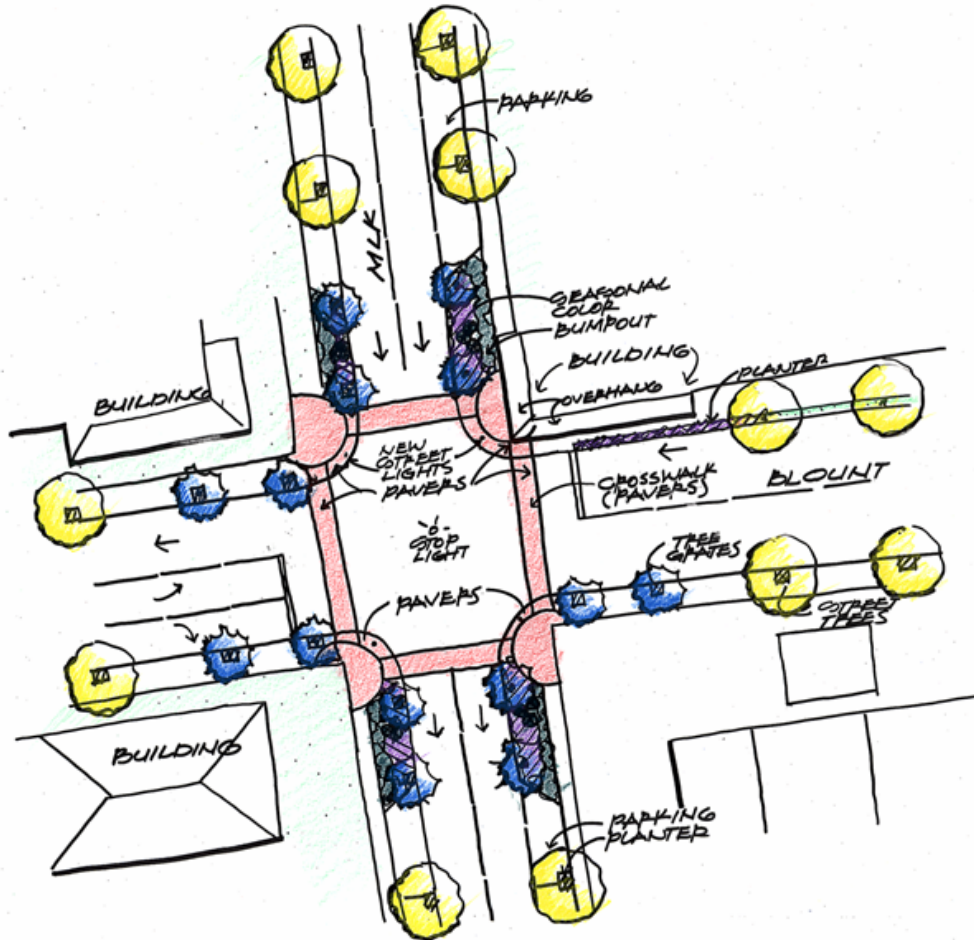 PARKING
MLK
SEASONAL
COLOR
BUMPOUT
BUILDING
OVERHANG
PLANTER
BUILDING
NEW
STREET
LIGHTS
PAVERS
CROSSWALK
(PAVERS)
BLOUNT
STOP
LIGHT
TREE
GRATES
PAVERS
STREET
TREES
BUILDING
PARKING
PLANTER